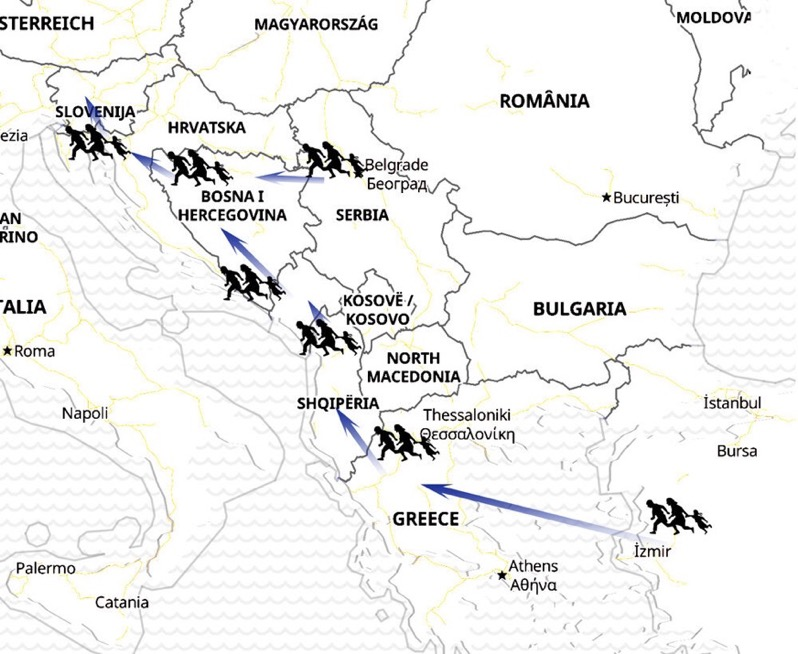 STERREICH
MAGYARORSZÁG
MOLDOVA
SLOVENIJA
ezia
HRVATSKA
ROMÂNIA
Belgrade
Београд
BOSNA I
HERCEGOVINA
SERBIA
București
AN
RINO
TALIA
KOSOVË /
KOSOVO
BULGARIA
Roma
NORTH
MACEDONIA
SHQIPËRIA
Napoli
Thessaloniki
Θεσσαλονίκη
İstanbul
Bursa
GREECE
İzmir
Palermo
Athens
Αθήνα
Catania